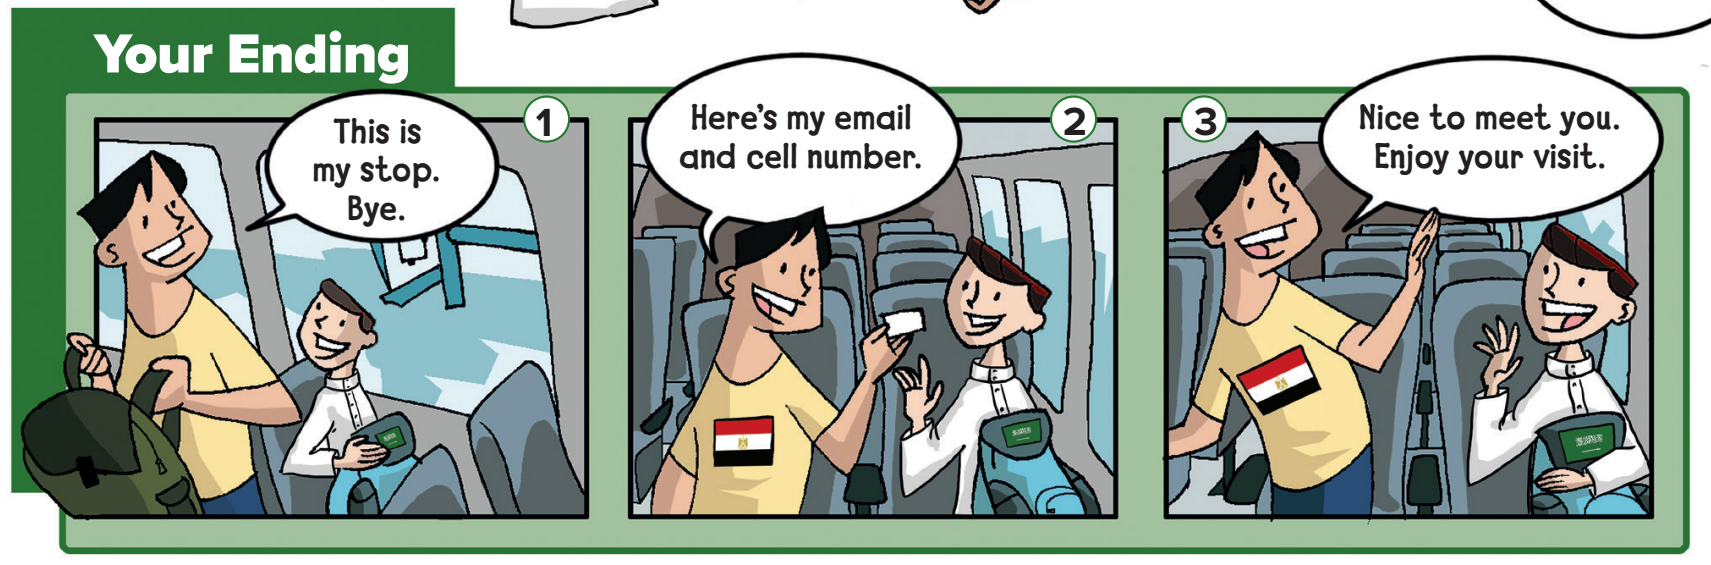 Your Ending
1
This is
my stop.
Bye.
2
Here's my email
and cell number.
3
Nice to meet you.
Enjoy your visit.